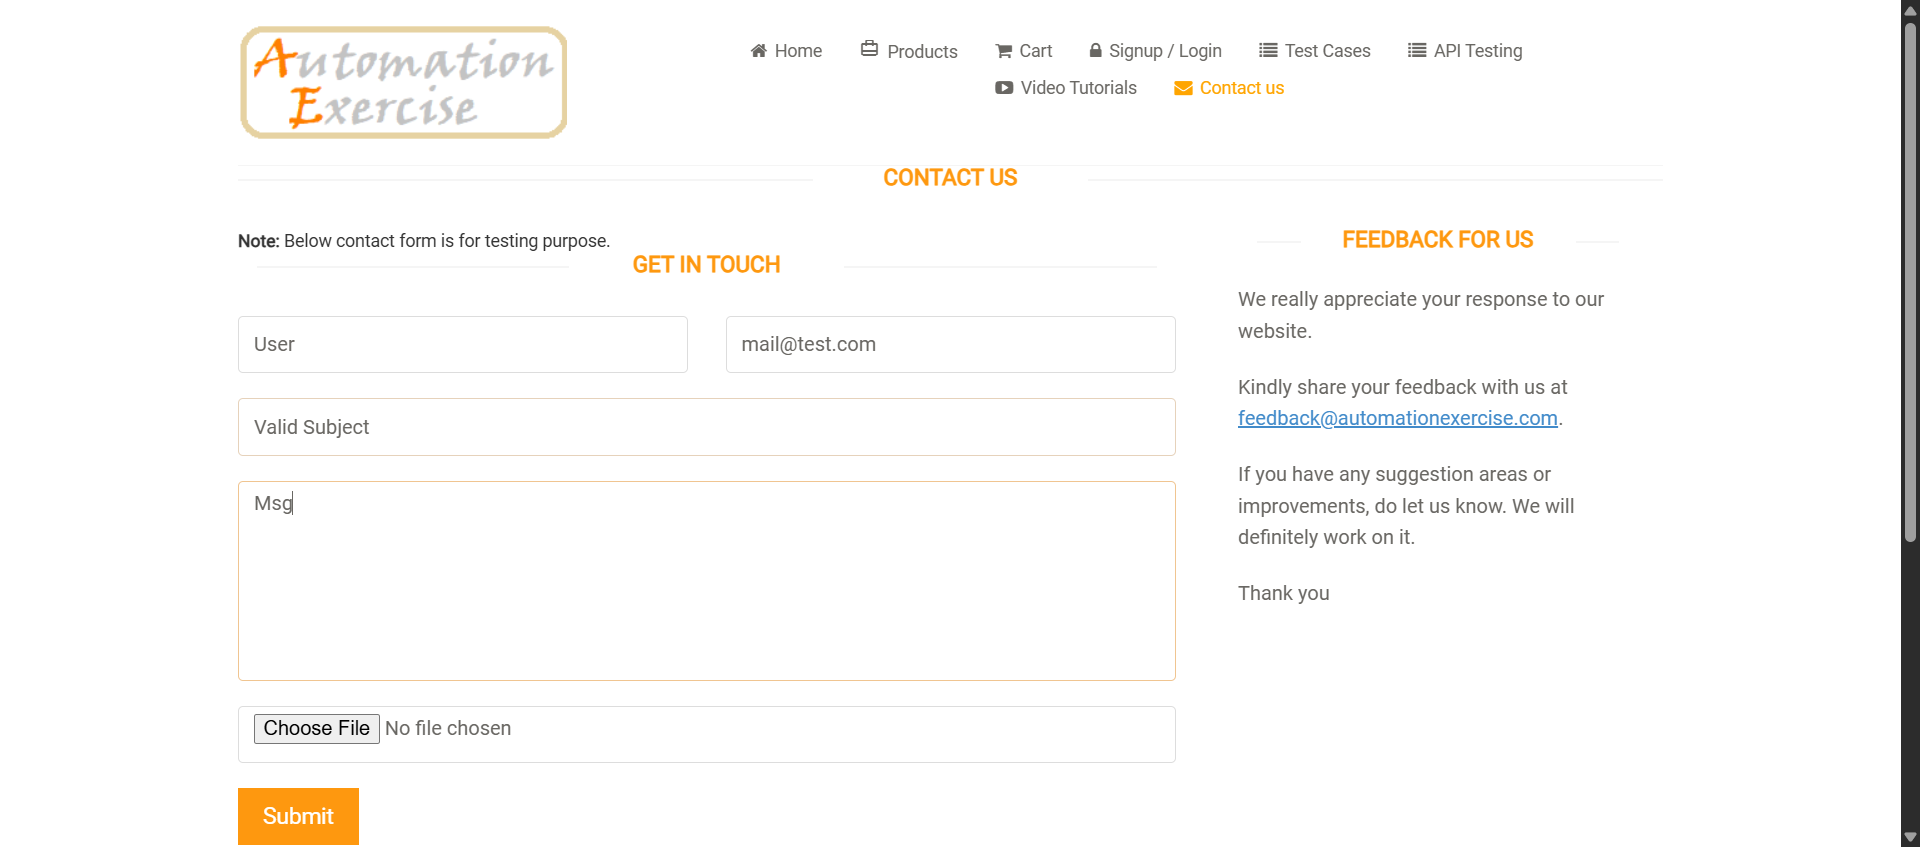 Automation
Exercise
Home
Products
Cart
Signup / Login
Test Cases
API Testing
Video Tutorials
Contact us
CONTACT US
Note: Below contact form is for testing purpose.
GET IN TOUCH
User
mail@test.com
Valid Subject
Msg
Choose File No file chosen
Submit
FEEDBACK FOR US
We really appreciate your response to our
website.
Kindly share your feedback with us at
feedback@automationexercise.com.
If you have any suggestion areas or
improvements, do let us know. We will
definitely work on it.
Thank you